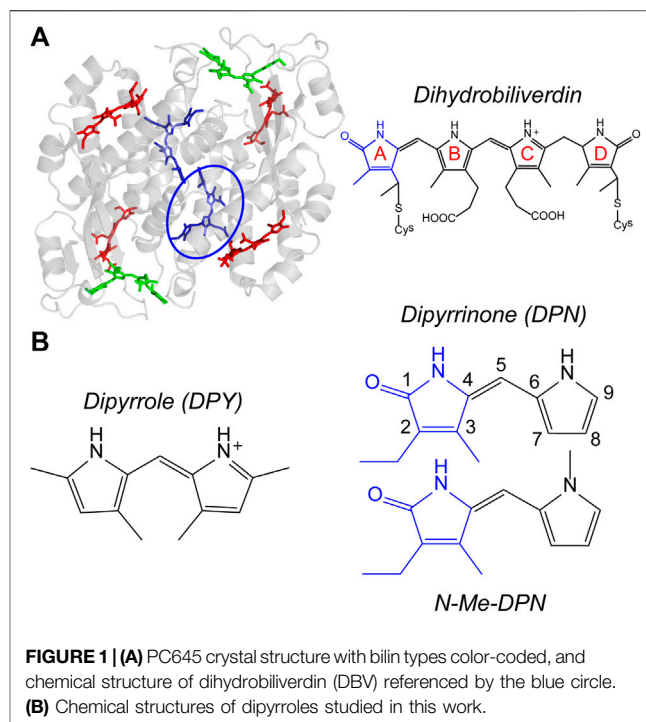 A
Dihydrobiliverdin
H
N
H
N
H
N+
H
N
O
A
B
C
D
O
S
Cys
HOOC
COOH
S
Cys
B
Dipyrrole (DPY)
H
N
H
N+
Dipyrrinone (DPN)
H
N
H
N
O
1
2
3
4
5
6
7
8
9
H
N
N
O
N-Me-DPN
FIGURE 1 | (A) PC645 crystal structure with bilin types color-coded, and
chemical structure of dihydrobiliverdin (DBV) referenced by the blue circle.
(B) Chemical structures of dipyrroles studied in this work.